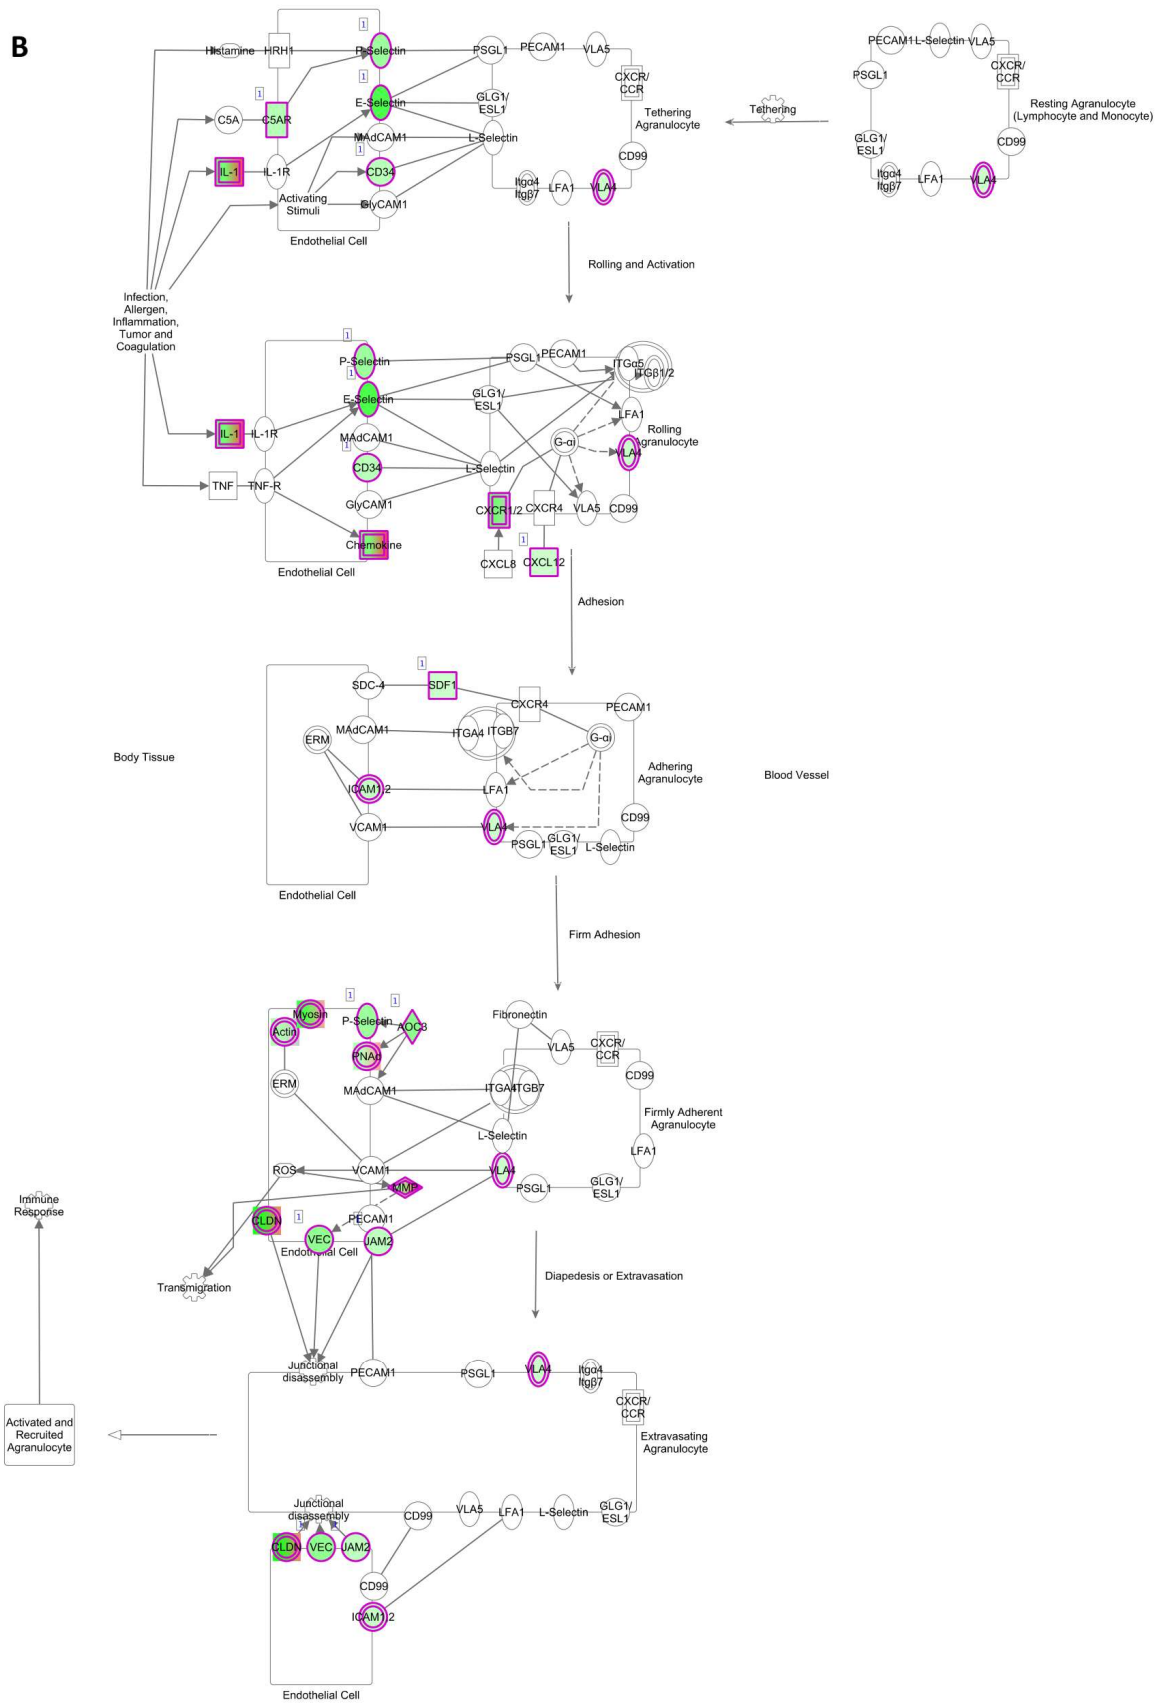 B
1
Histamine
HRH1
P-Selectin
PSGL1
PECAM1
VLA5
CXCR/
CCR
1
C5A
1
C5AR
E-Selectin
GLG1/
ESL1
Tethering
Agranulocyte
MAdCAM1
L-Selectin
1
IL-1
IL-1R
CD34
CD99
Activating
Stimuli
GlyCAM1
Itgα4
Itgβ7
LFA1
VLA4
Endothelial Cell
Tethering
PECAM1
L-Selectin
VLA5
CXCR/
CCR
PSGL1
Resting Agranulocyte
(Lymphocyte and Monocyte)
GLG1/
ESL1
CD99
Itgα4
Itgβ7
LFA1
VLA4
Rolling and Activation
Infection,
Allergen,
Inflammation,
Tumor and
Coagulation
1
P-Selectin
PSGL1
PECAM1
ITGα5
ITGβ1/2
1
E-Selectin
GLG1/
ESL1
LFA1
IL-1
IL-1R
MAdCAM1
G-αi
Rolling
Agranulocyte
1
VLA4
CD34
L-Selectin
TNF
TNF-R
GlyCAM1
CXCR1/2
CXCR4
VLA5
CD99
Chemokine
1
CXCL8
CXCL12
Endothelial Cell
Adhesion
1
SDC-4
SDF1
CXCR4
PECAM1
ERM
MAdCAM1
ITGA4
ITGB7
G-αi
Body Tissue
Adhering
Agranulocyte
Blood Vessel
ICAM1,2
LFA1
VCAM1
VLA4
CD99
PSGL1
GLG1/
ESL1
L-Selectin
Endothelial Cell
Firm Adhesion
1
1
Myosin
P-Selectin
AOC3
Fibronectin
Actin
PNAd
VLA5
CXCR/
CCR
ERM
MAdCAM1
ITGA4
ITGB7
CD99
Firmly Adherent
Agranulocyte
L-Selectin
LFA1
ROS
VCAM1
VLA4
MMP
PSGL1
GLG1/
ESL1
CLDN
1
PECAM1
VEC
JAM2
Endothelial Cell
Immune
Response
Transmigration
Diapedesis or Extravasation
Junctional
disassembly
PECAM1
PSGL1
VLA4
Itgα4
Itgβ7
CXCR/
CCR
Activated and
Recruited
Agranulocyte
Extravasating
Agranulocyte
Junctional
disassembly
CD99
VLA5
LFA1
L-Selectin
GLG1/
ESL1
CLDN
VEC
JAM2
CD99
ICAM1,2
Endothelial Cell